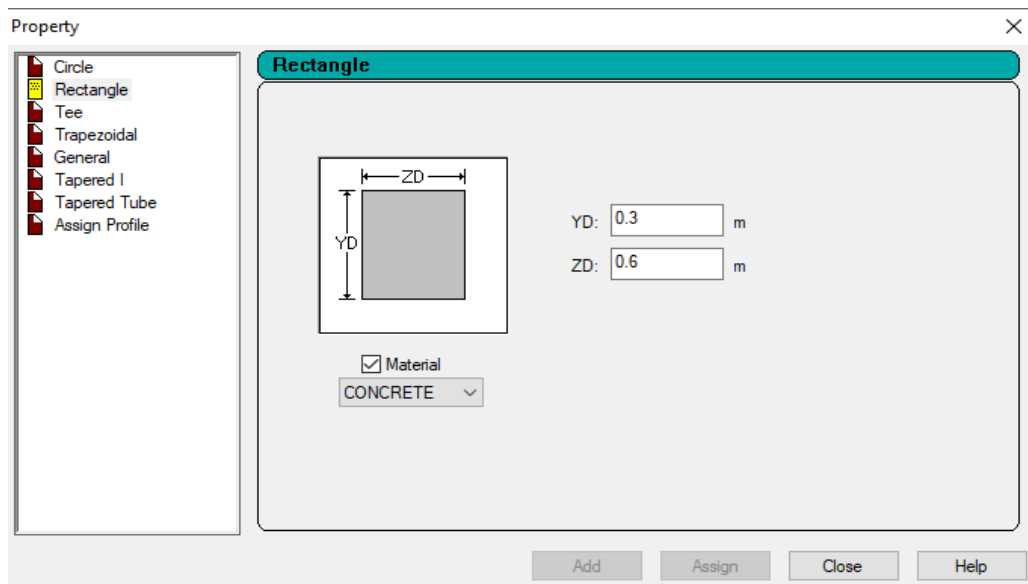 Property
Circle
Rectangle
Tee
Trapezoidal
General
Tapered I
Tapered Tube
Assign Profile
Rectangle
ZD
YD
YD: 0.3 m
ZD: 0.6 m
Material
CONCRETE
Add Assign Close Help